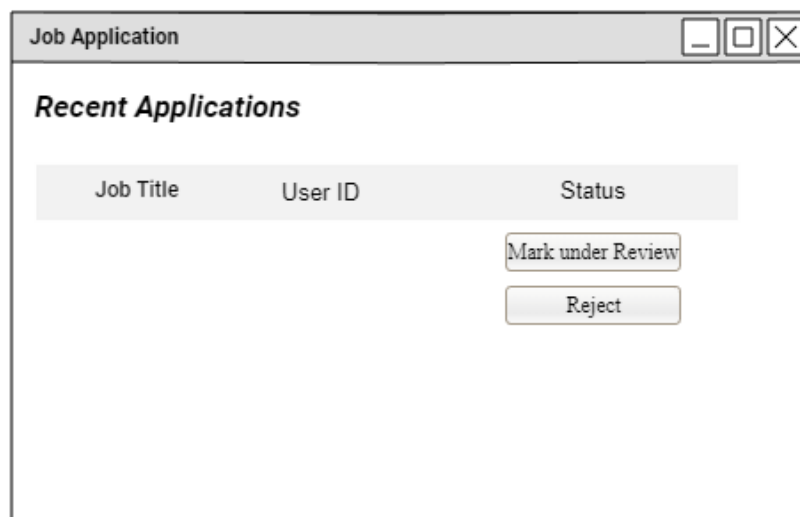 Job Application
Recent Applications
Job Title User ID Status
Mark under Review
Reject